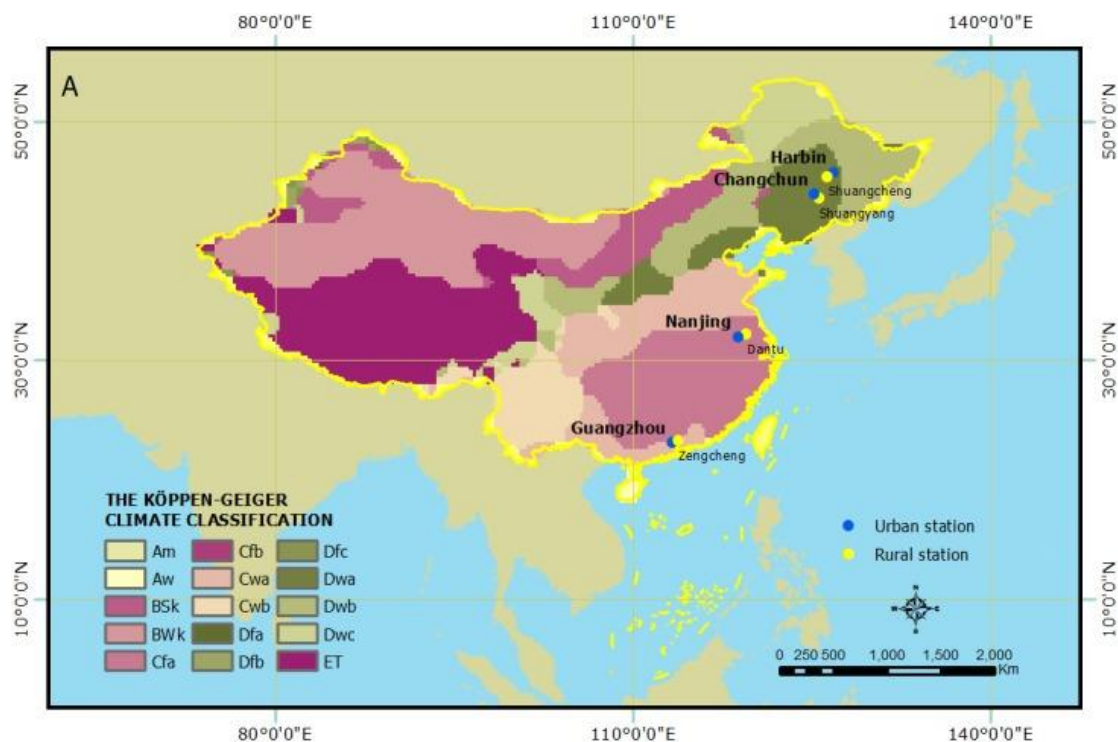 80°0'0"E 110°0'0"E 140°0'0"E
A
50°0'0"N 50°0'0"N
Harbin
Changchun
Shuangcheng
Shuangyang
Nanjing
Dantu
30°0'0"N 30°0'0"N
Guangzhou
Zengcheng
THE KÖPPEN-GEIGER
CLIMATE CLASSIFICATION
Am Cfb Dfc
Aw Cwa Dwa
BSk Cwb Dwb
BWk Dfa Dwc
Cfa Dfb ET
Urban station
Rural station
10°0'0"N 10°0'0"N
0 250 500 1,000 1,500 2,000
Km
80°0'0"E 110°0'0"E 140°0'0"E